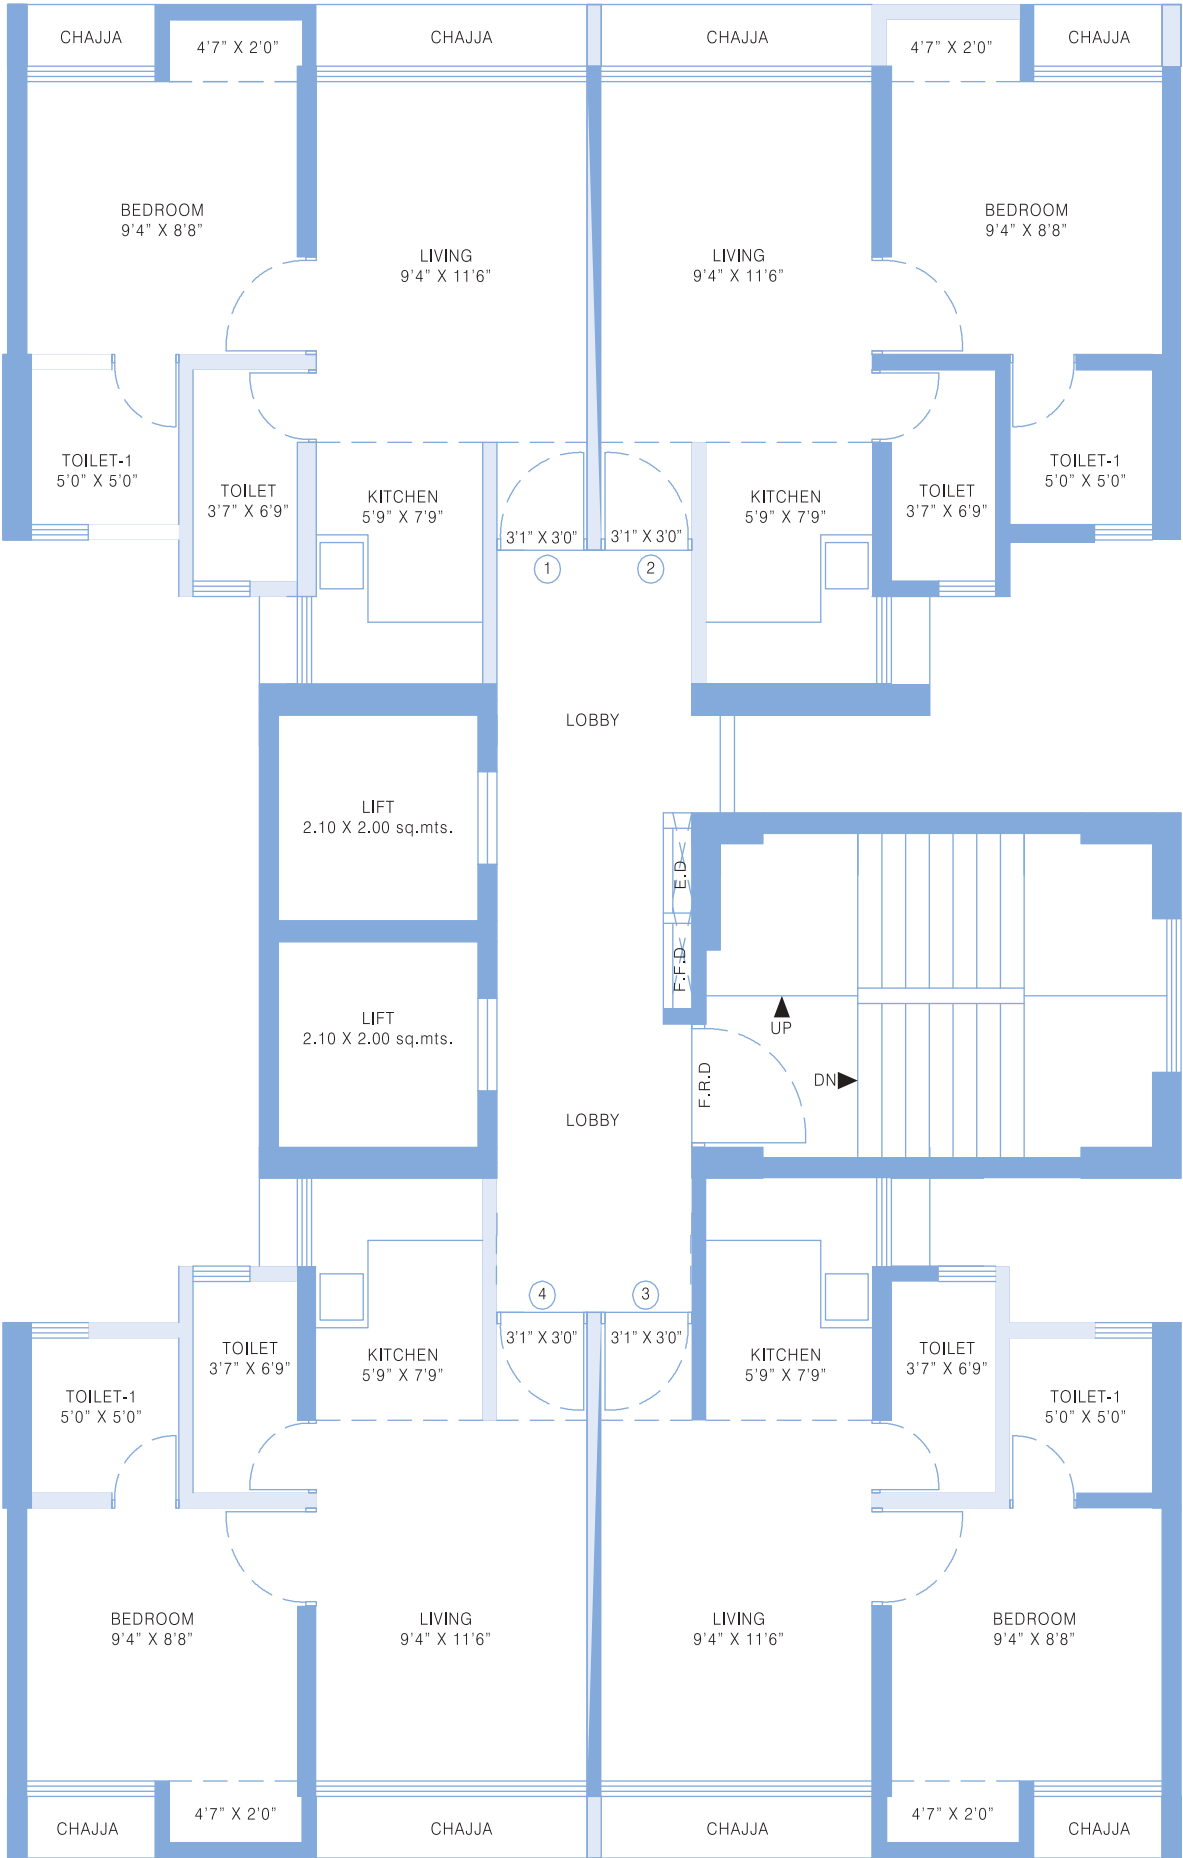 CHAJJA
4'7" X 2'0"
CHAJJA
CHAJJA
4'7" X 2'0"
CHAJJA
BEDROOM
9'4" X 8'8"
LIVING
9'4" X 11'6"
LIVING
9'4" X 11'6"
BEDROOM
9'4" X 8'8"
TOILET-1
5'0" X 5'0"
TOILET
3'7" X 6'9"
KITCHEN
5'9" X 7'9"
3'1" X 3'0"
1
3'1" X 3'0"
2
KITCHEN
5'9" X 7'9"
TOILET
3'7" X 6'9"
TOILET-1
5'0" X 5'0"
LOBBY
LIFT
2.10 X 2.00 sq.mts.
E.D
F.F.D
LIFT
2.10 X 2.00 sq.mts.
UP
DN
F.R.D
LOBBY
4
3'1" X 3'0"
3
3'1" X 3'0"
TOILET-1
5'0" X 5'0"
TOILET
3'7" X 6'9"
KITCHEN
5'9" X 7'9"
KITCHEN
5'9" X 7'9"
TOILET
3'7" X 6'9"
TOILET-1
5'0" X 5'0"
BEDROOM
9'4" X 8'8"
LIVING
9'4" X 11'6"
LIVING
9'4" X 11'6"
BEDROOM
9'4" X 8'8"
CHAJJA
4'7" X 2'0"
CHAJJA
CHAJJA
4'7" X 2'0"
CHAJJA